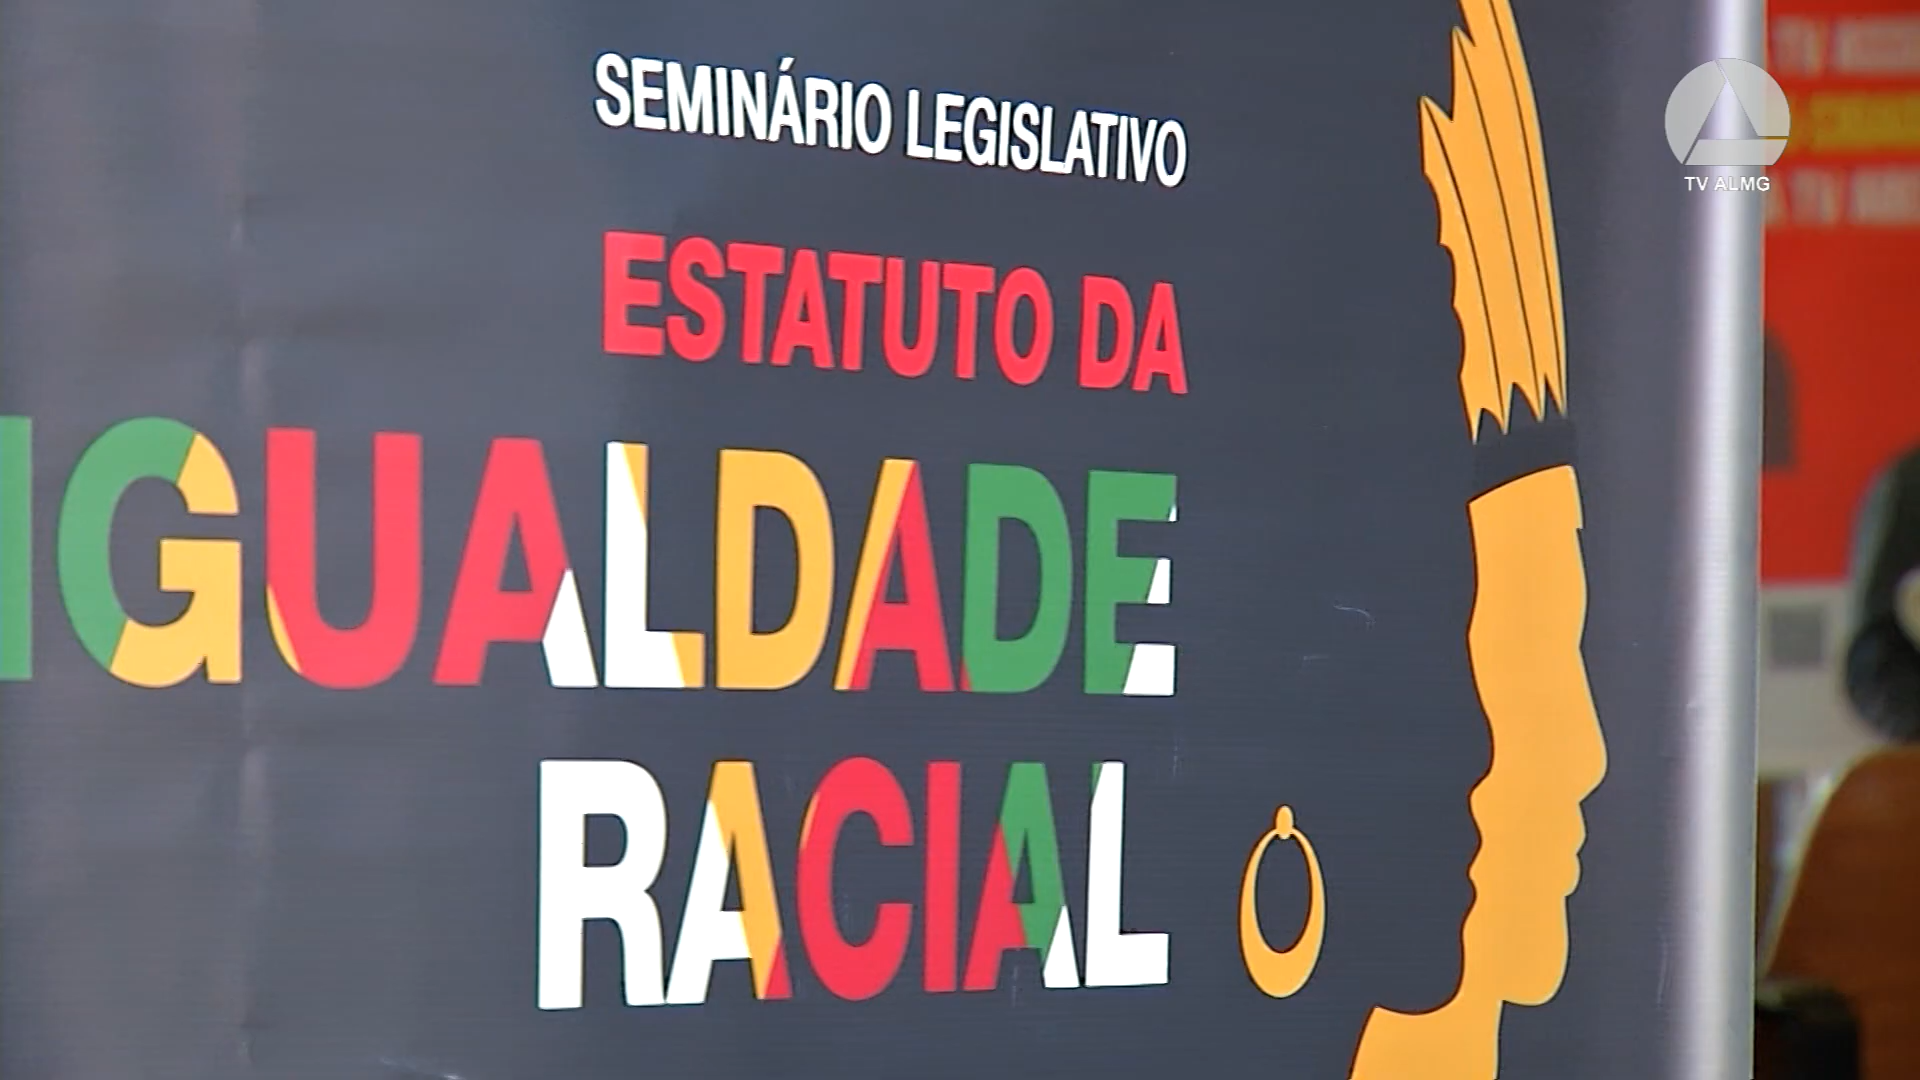 SEMINÁRIO LEGISLATIVO
ESTATUTO DA
IGUALDADE
RACIAL
TV ALMG